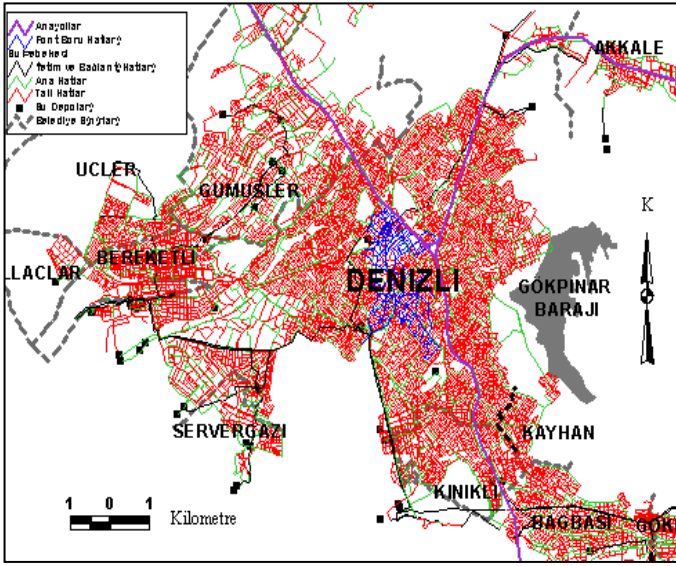 Anayollar
Font Boru Hatları
Su Şebekesi
İletim ve Bağlantı Hatları
Ana Hatlar
Tali Hatlar
Su Depoları
Belediye Sınırları
AKKALE
UCLER
GUMUSLER
K
BEREKETLI
LLACLAR
DENIZLI
GÖKPINAR
BARAJI
SERVERGAZI
KAYHAN
KINIKLI
BAGBASI
GÖK
1 0 1
Kilometre